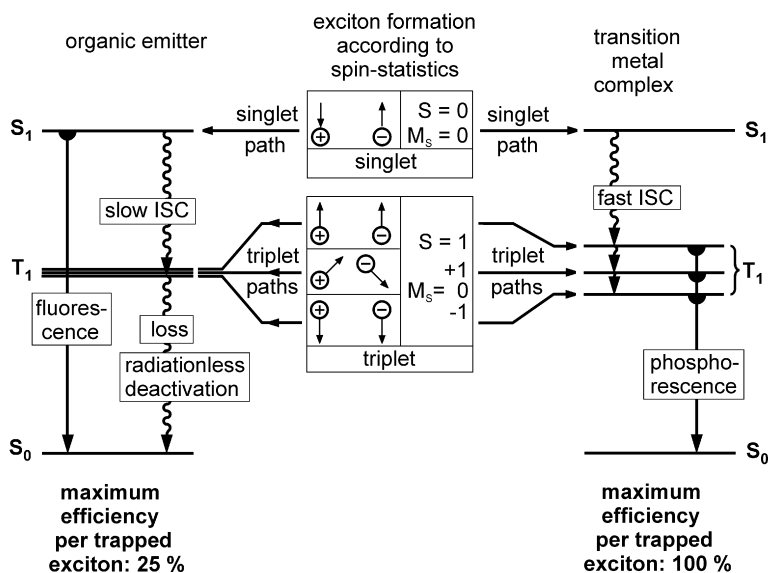 organic emitter
exciton formation
according to
spin-statistics
transition
metal
complex
S1
singlet
path
S = 0
MS = 0
singlet
singlet
path
S1
slow ISC
fast ISC
T1
triplet
paths
S = 1
+1
MS= 0
-1
triplet
triplet
paths
T1
fluores-
cence
loss
radiationless
deactivation
phospho-
rescence
S0
S0
maximum
efficiency
per trapped
exciton: 25 %
maximum
efficiency
per trapped
exciton: 100 %